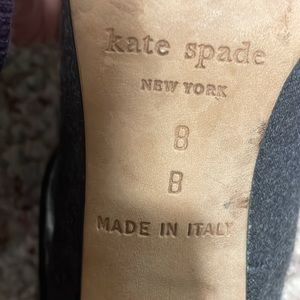 kate spade
NEW YORK
8
B
MADE IN ITALY